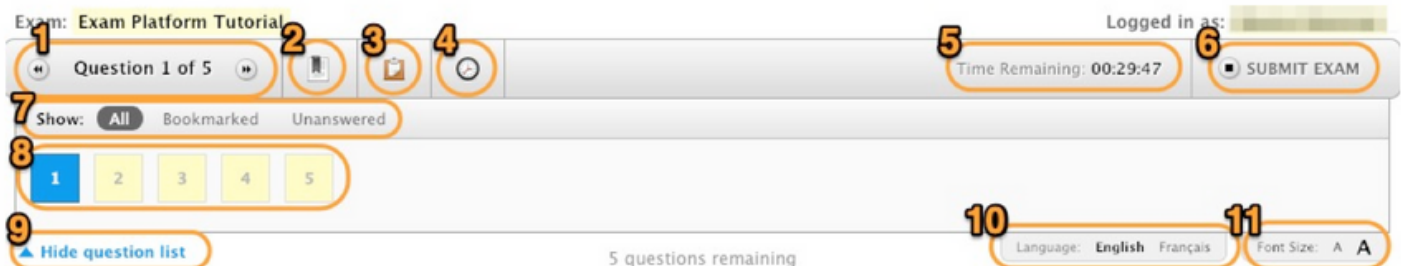 Exam: Exam Platform Tutorial Logged in as:
1 2 3 4 5 6
Question 1 of 5 Time Remaining: 00:29:47 SUBMIT EXAM
7
Show: All Bookmarked Unanswered
8
1 2 3 4 5
9 10 11
Hide question list 5 questions remaining Language: English Français Font Size: A A